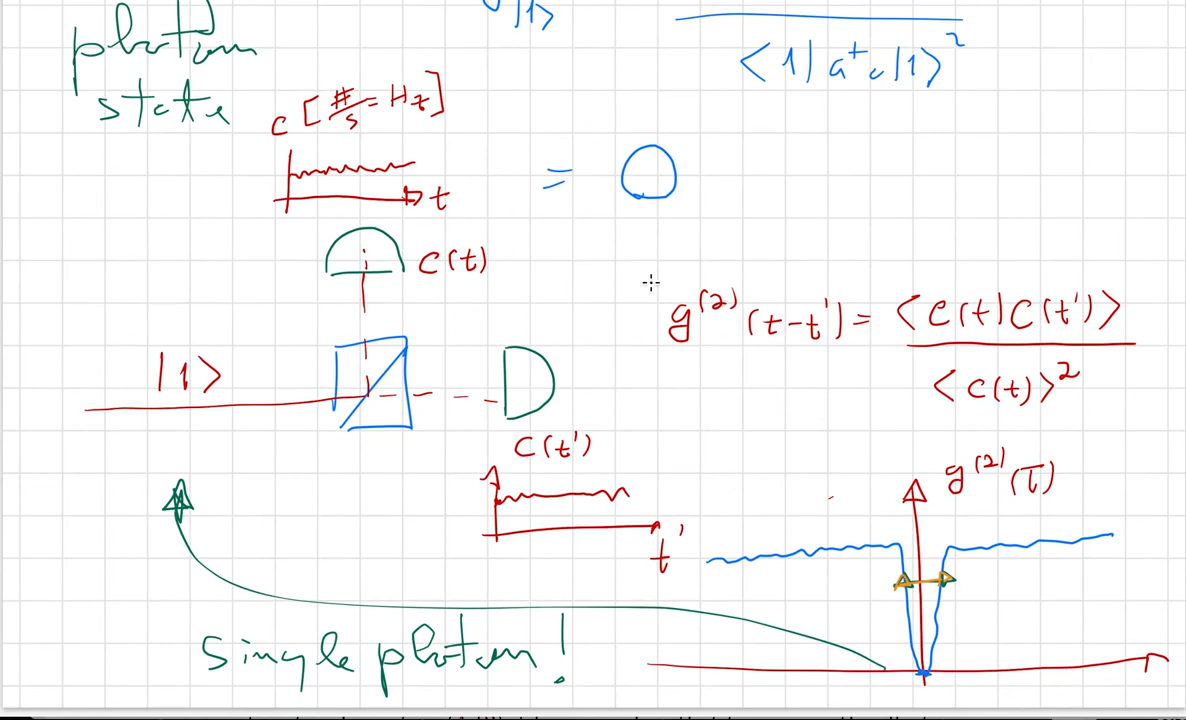 photon
state
|1>
<1|a⁺a|1>²
c [#/s = Hz]
t
= 0
C(t)
g⁽²⁾(t-t') = <C(t)C(t')> / <C(t)>²
|1>
C(t')
t'
g⁽²⁾(τ)
single photon!